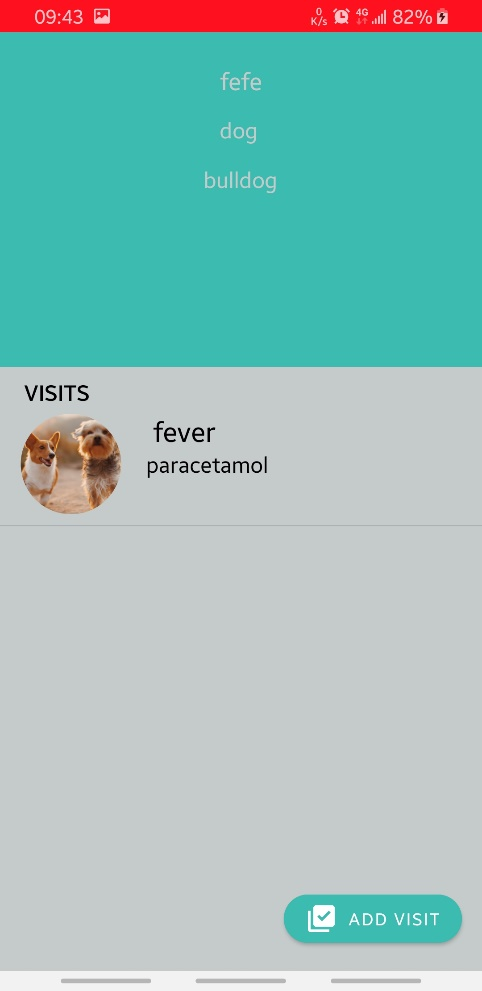 09:43
0
K/s
4G
82%
fefe
dog
bulldog
VISITS
fever
paracetamol
ADD VISIT